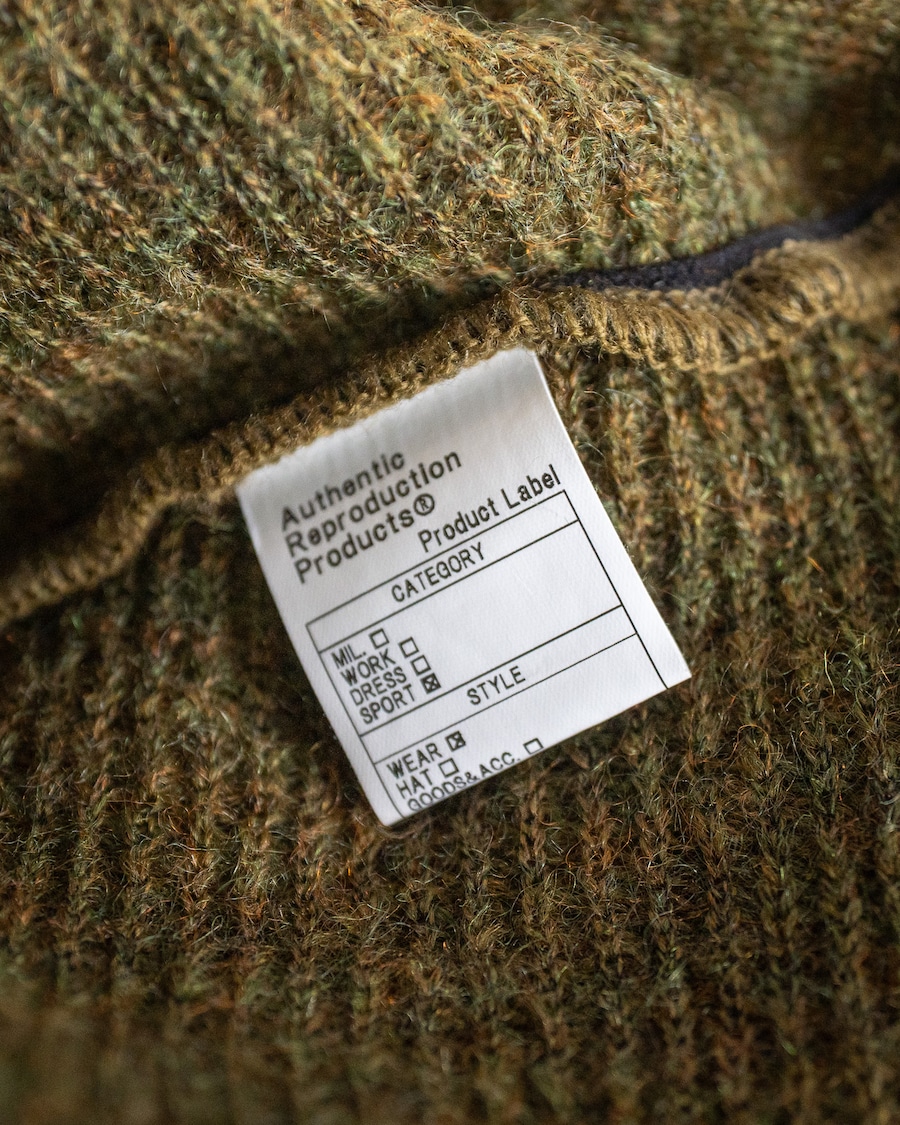 Authentic
Reproduction
Products®
Product Label
CATEGORY
MIL. ☐
WORK ☐
DRESS ☐
SPORT ☒
STYLE
WEAR ☒
HAT ☐
GOODS&ACC. ☐